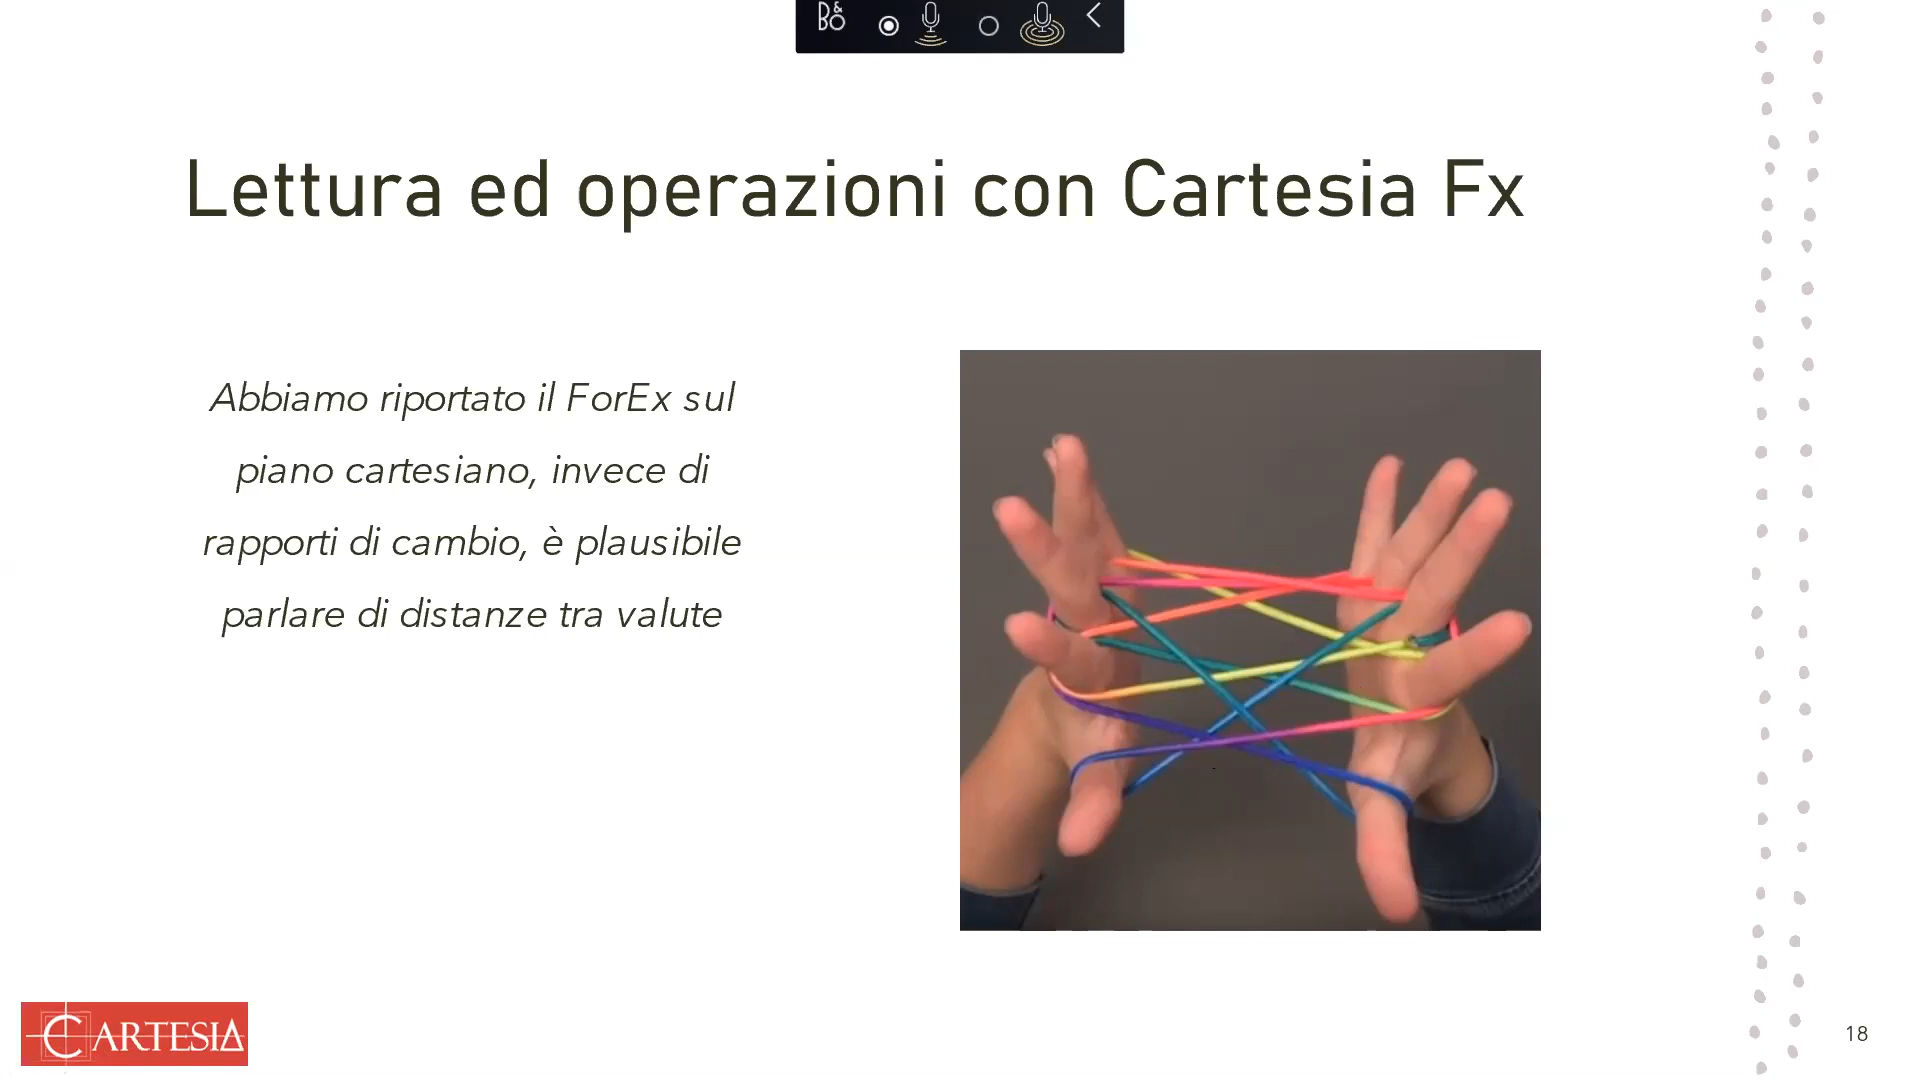 B&O
Lettura ed operazioni con Cartesia Fx
Abbiamo riportato il ForEx sul
piano cartesiano, invece di
rapporti di cambio, è plausibile
parlare di distanze tra valute
CARTESIA
18